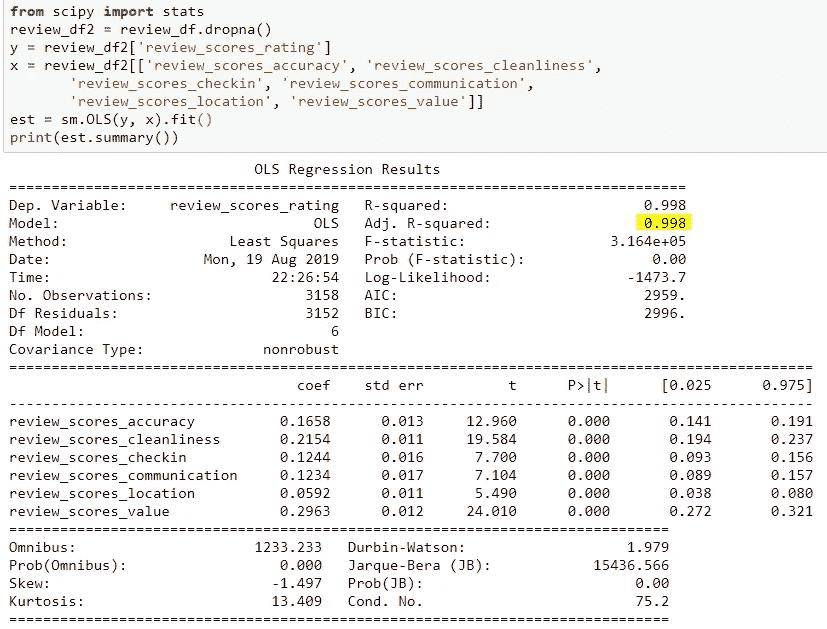 from scipy import stats
review_df2 = review_df.dropna()
y = review_df2['review_scores_rating']
x = review_df2[['review_scores_accuracy', 'review_scores_cleanliness',
       'review_scores_checkin', 'review_scores_communication',
       'review_scores_location', 'review_scores_value']]
est = sm.OLS(y, x).fit()
print(est.summary())
OLS Regression Results
================================================================================
Dep. Variable:     review_scores_rating   R-squared:                       0.998
Model:                              OLS   Adj. R-squared:                  0.998
Method:                   Least Squares   F-statistic:                 3.164e+05
Date:                  Mon, 19 Aug 2019   Prob (F-statistic):               0.00
Time:                          22:26:54   Log-Likelihood:                -1473.7
No. Observations:                  3158   AIC:                             2959.
Df Residuals:                      3152   BIC:                             2996.
Df Model:                             6
Covariance Type:              nonrobust
===============================================================================================
                                  coef    std err          t      P>|t|      [0.025      0.975]
-----------------------------------------------------------------------------------------------
review_scores_accuracy          0.1658      0.013     12.960      0.000       0.141       0.191
review_scores_cleanliness       0.2154      0.011     19.584      0.000       0.194       0.237
review_scores_checkin           0.1244      0.016      7.700      0.000       0.093       0.156
review_scores_communication     0.1234      0.017      7.104      0.000       0.089       0.157
review_scores_location          0.0592      0.011      5.490      0.000       0.038       0.080
review_scores_value             0.2963      0.012     24.010      0.000       0.272       0.321
==============================================================================
Omnibus:                     1233.233   Durbin-Watson:                   1.979
Prob(Omnibus):                  0.000   Jarque-Bera (JB):            15436.566
Skew:                          -1.497   Prob(JB):                         0.00
Kurtosis:                      13.409   Cond. No.                         75.2
==============================================================================